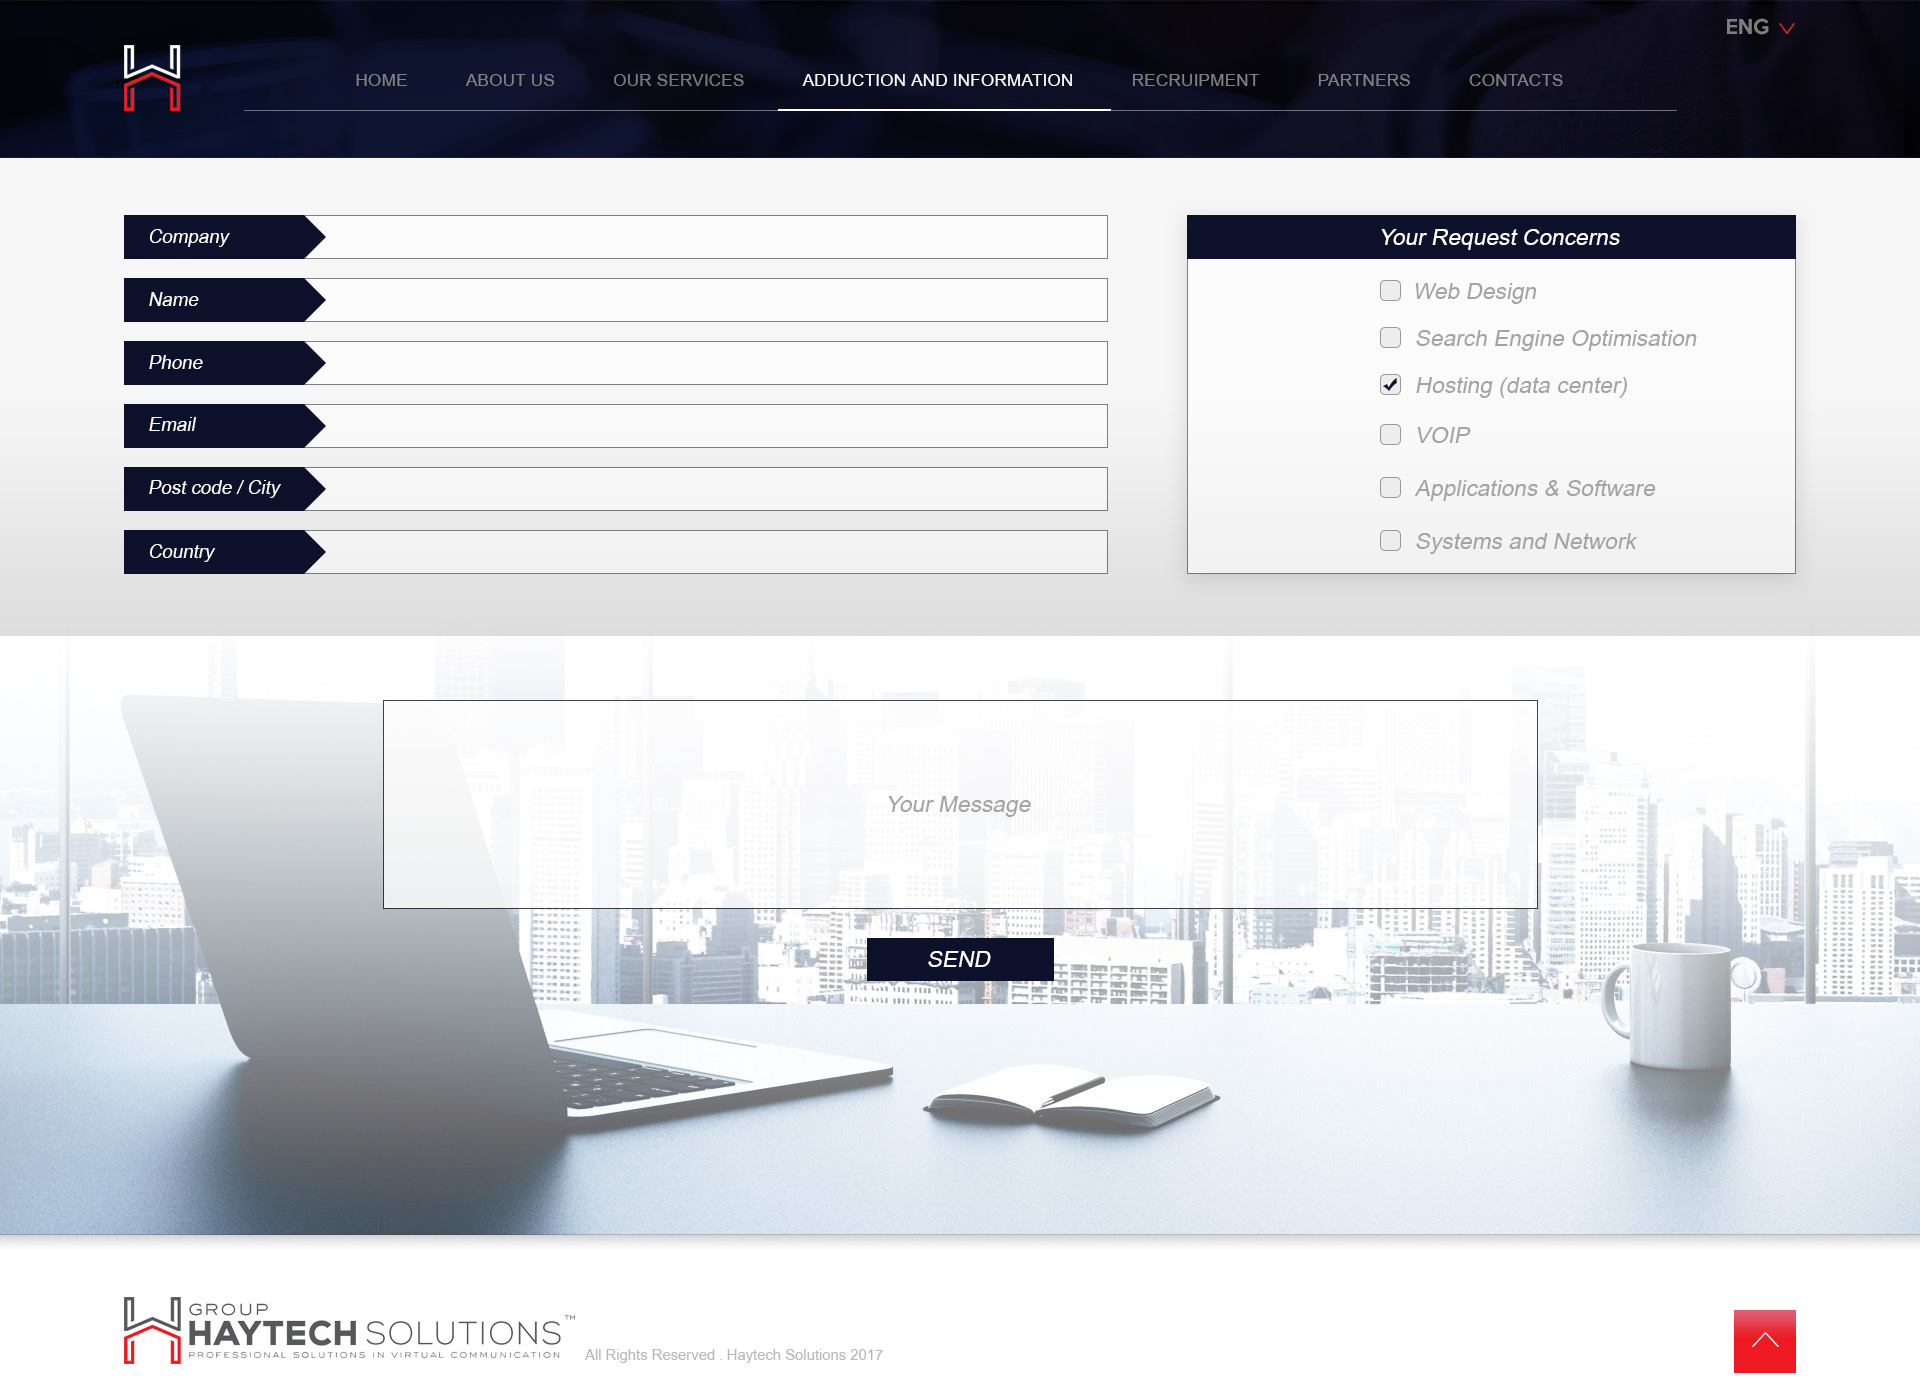 ENG
HOME ABOUT US OUR SERVICES ADDUCTION AND INFORMATION RECRUIPMENT PARTNERS CONTACTS
Company
Name
Phone
Email
Post code / City
Country
Your Request Concerns
Web Design
Search Engine Optimisation
Hosting (data center)
VOIP
Applications & Software
Systems and Network
Your Message
SEND
GROUP
HAYTECH SOLUTIONS™
PROFESSIONAL SOLUTIONS IN VIRTUAL COMMUNICATION
All Rights Reserved . Haytech Solutions 2017